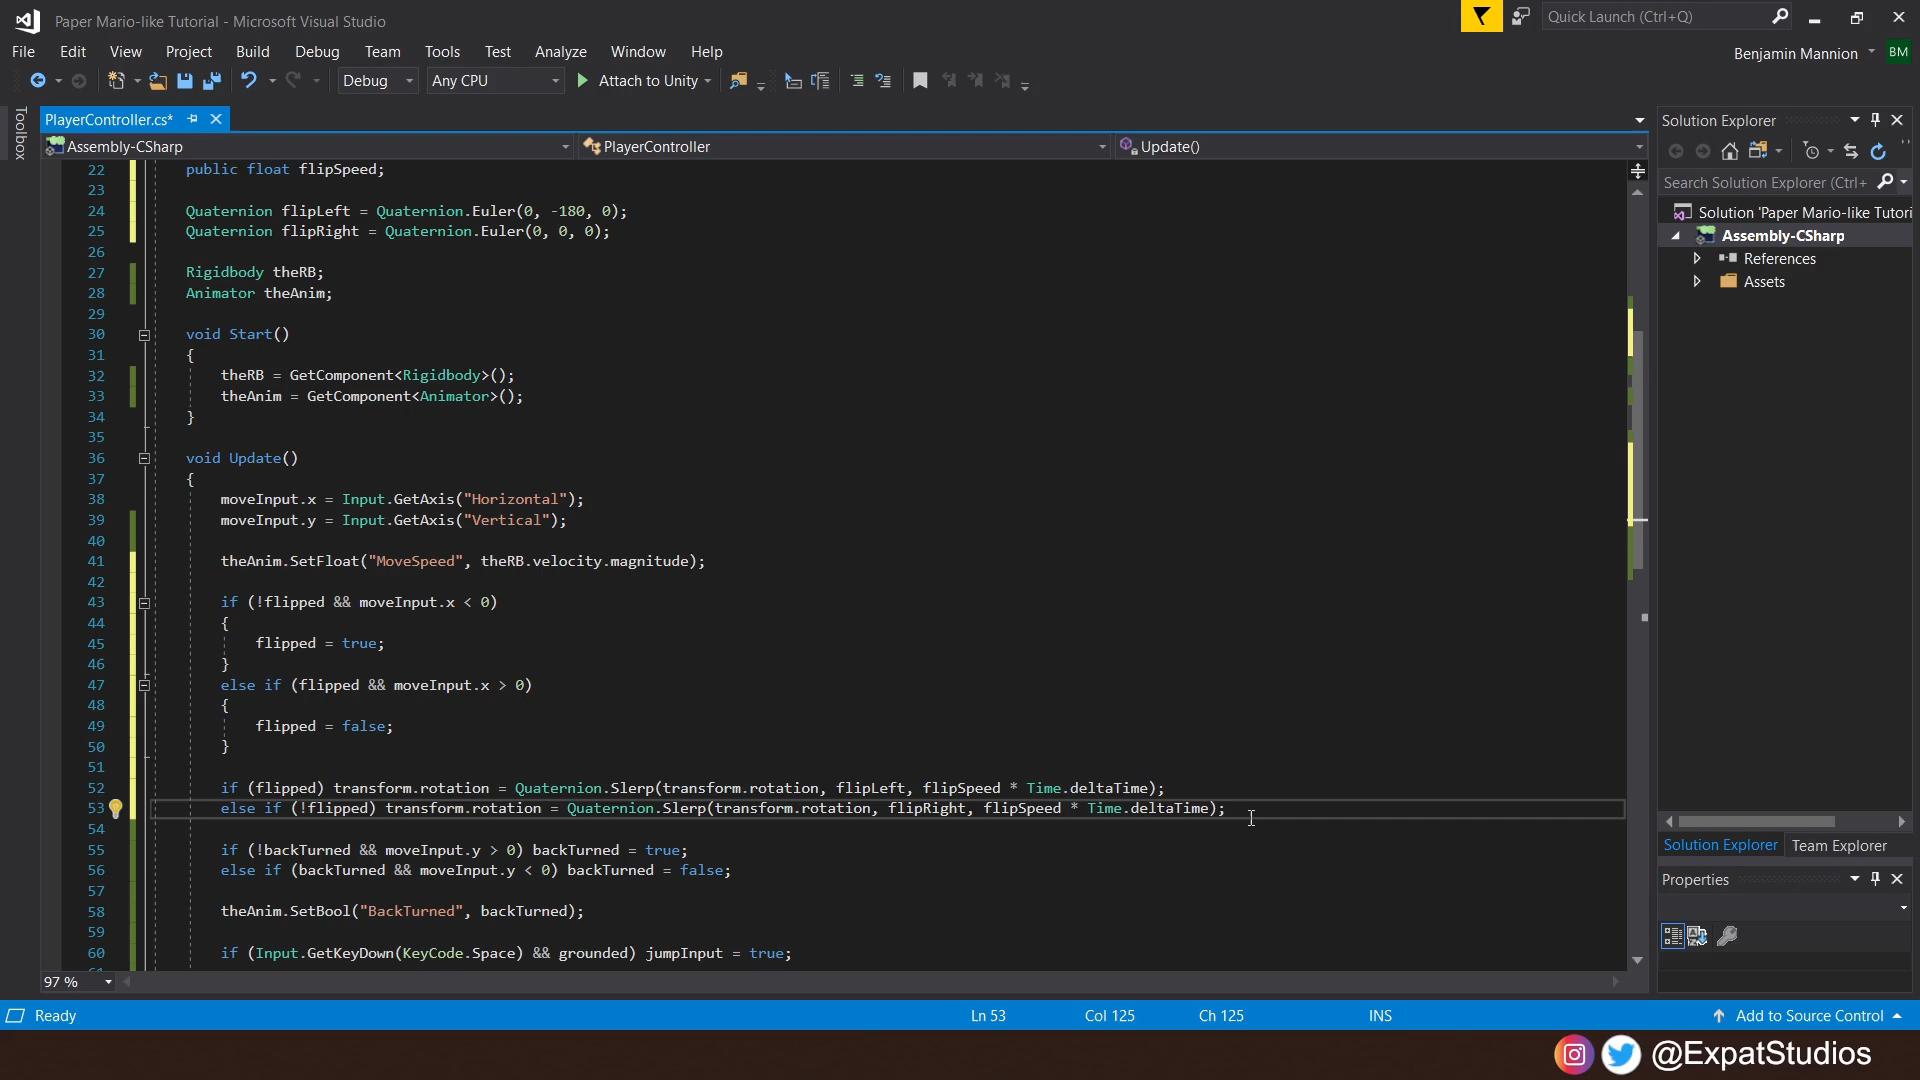 Paper Mario-like Tutorial - Microsoft Visual Studio
Quick Launch (Ctrl+Q)
File Edit View Project Build Debug Team Tools Test Analyze Window Help
Benjamin Mannion BM
Debug Any CPU Attach to Unity
Toolbox
PlayerController.cs*
Assembly-CSharp PlayerController Update()
22 public float flipSpeed;
23
24 Quaternion flipLeft = Quaternion.Euler(0, -180, 0);
25 Quaternion flipRight = Quaternion.Euler(0, 0, 0);
26
27 Rigidbody theRB;
28 Animator theAnim;
29
30 void Start()
31 {
32 theRB = GetComponent<Rigidbody>();
33 theAnim = GetComponent<Animator>();
34 }
35
36 void Update()
37 {
38 moveInput.x = Input.GetAxis("Horizontal");
39 moveInput.y = Input.GetAxis("Vertical");
40
41 theAnim.SetFloat("MoveSpeed", theRB.velocity.magnitude);
42
43 if (!flipped && moveInput.x < 0)
44 {
45 flipped = true;
46 }
47 else if (flipped && moveInput.x > 0)
48 {
49 flipped = false;
50 }
51
52 if (flipped) transform.rotation = Quaternion.Slerp(transform.rotation, flipLeft, flipSpeed * Time.deltaTime);
53 else if (!flipped) transform.rotation = Quaternion.Slerp(transform.rotation, flipRight, flipSpeed * Time.deltaTime);
54
55 if (!backTurned && moveInput.y > 0) backTurned = true;
56 else if (backTurned && moveInput.y < 0) backTurned = false;
57
58 theAnim.SetBool("BackTurned", backTurned);
59
60 if (Input.GetKeyDown(KeyCode.Space) && grounded) jumpInput = true;
97 %
Solution Explorer
Search Solution Explorer (Ctrl+
Solution 'Paper Mario-like Tutori
Assembly-CSharp
References
Assets
Solution Explorer Team Explorer
Properties
Ready Ln 53 Col 125 Ch 125 INS Add to Source Control
@ExpatStudios